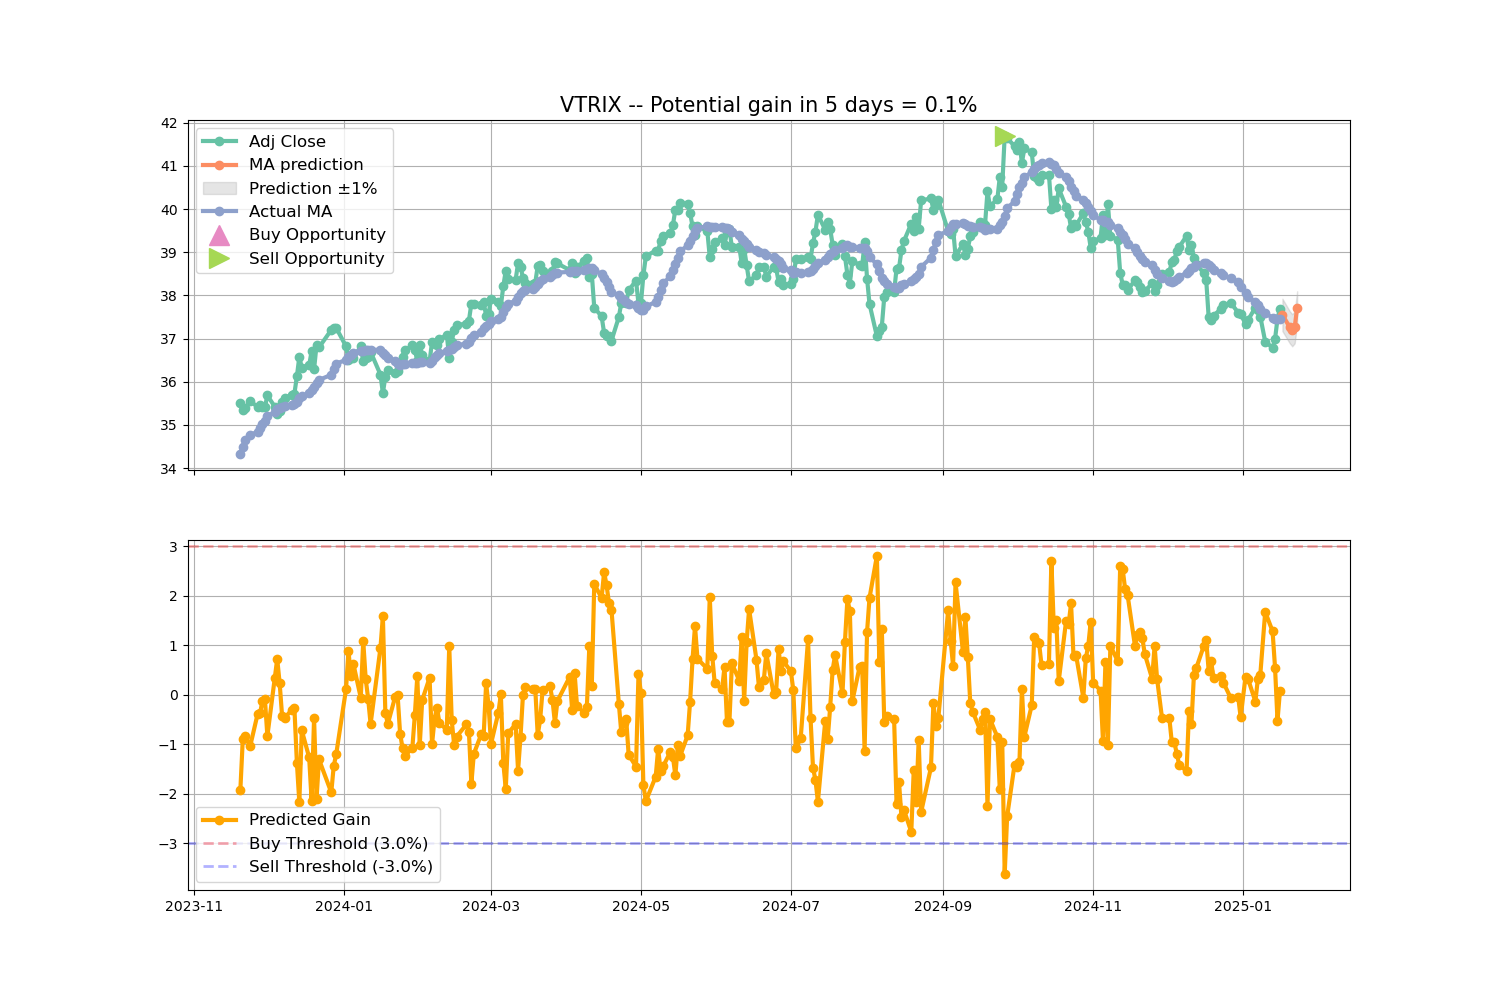 VTRIX -- Potential gain in 5 days = 0.1%
42
41
40
39
38
37
36
35
34
Adj Close
MA prediction
Prediction ±1%
Actual MA
Buy Opportunity
Sell Opportunity
3
2
1
0
−1
−2
−3
Predicted Gain
Buy Threshold (3.0%)
Sell Threshold (-3.0%)
2023-11 2024-01 2024-03 2024-05 2024-07 2024-09 2024-11 2025-01